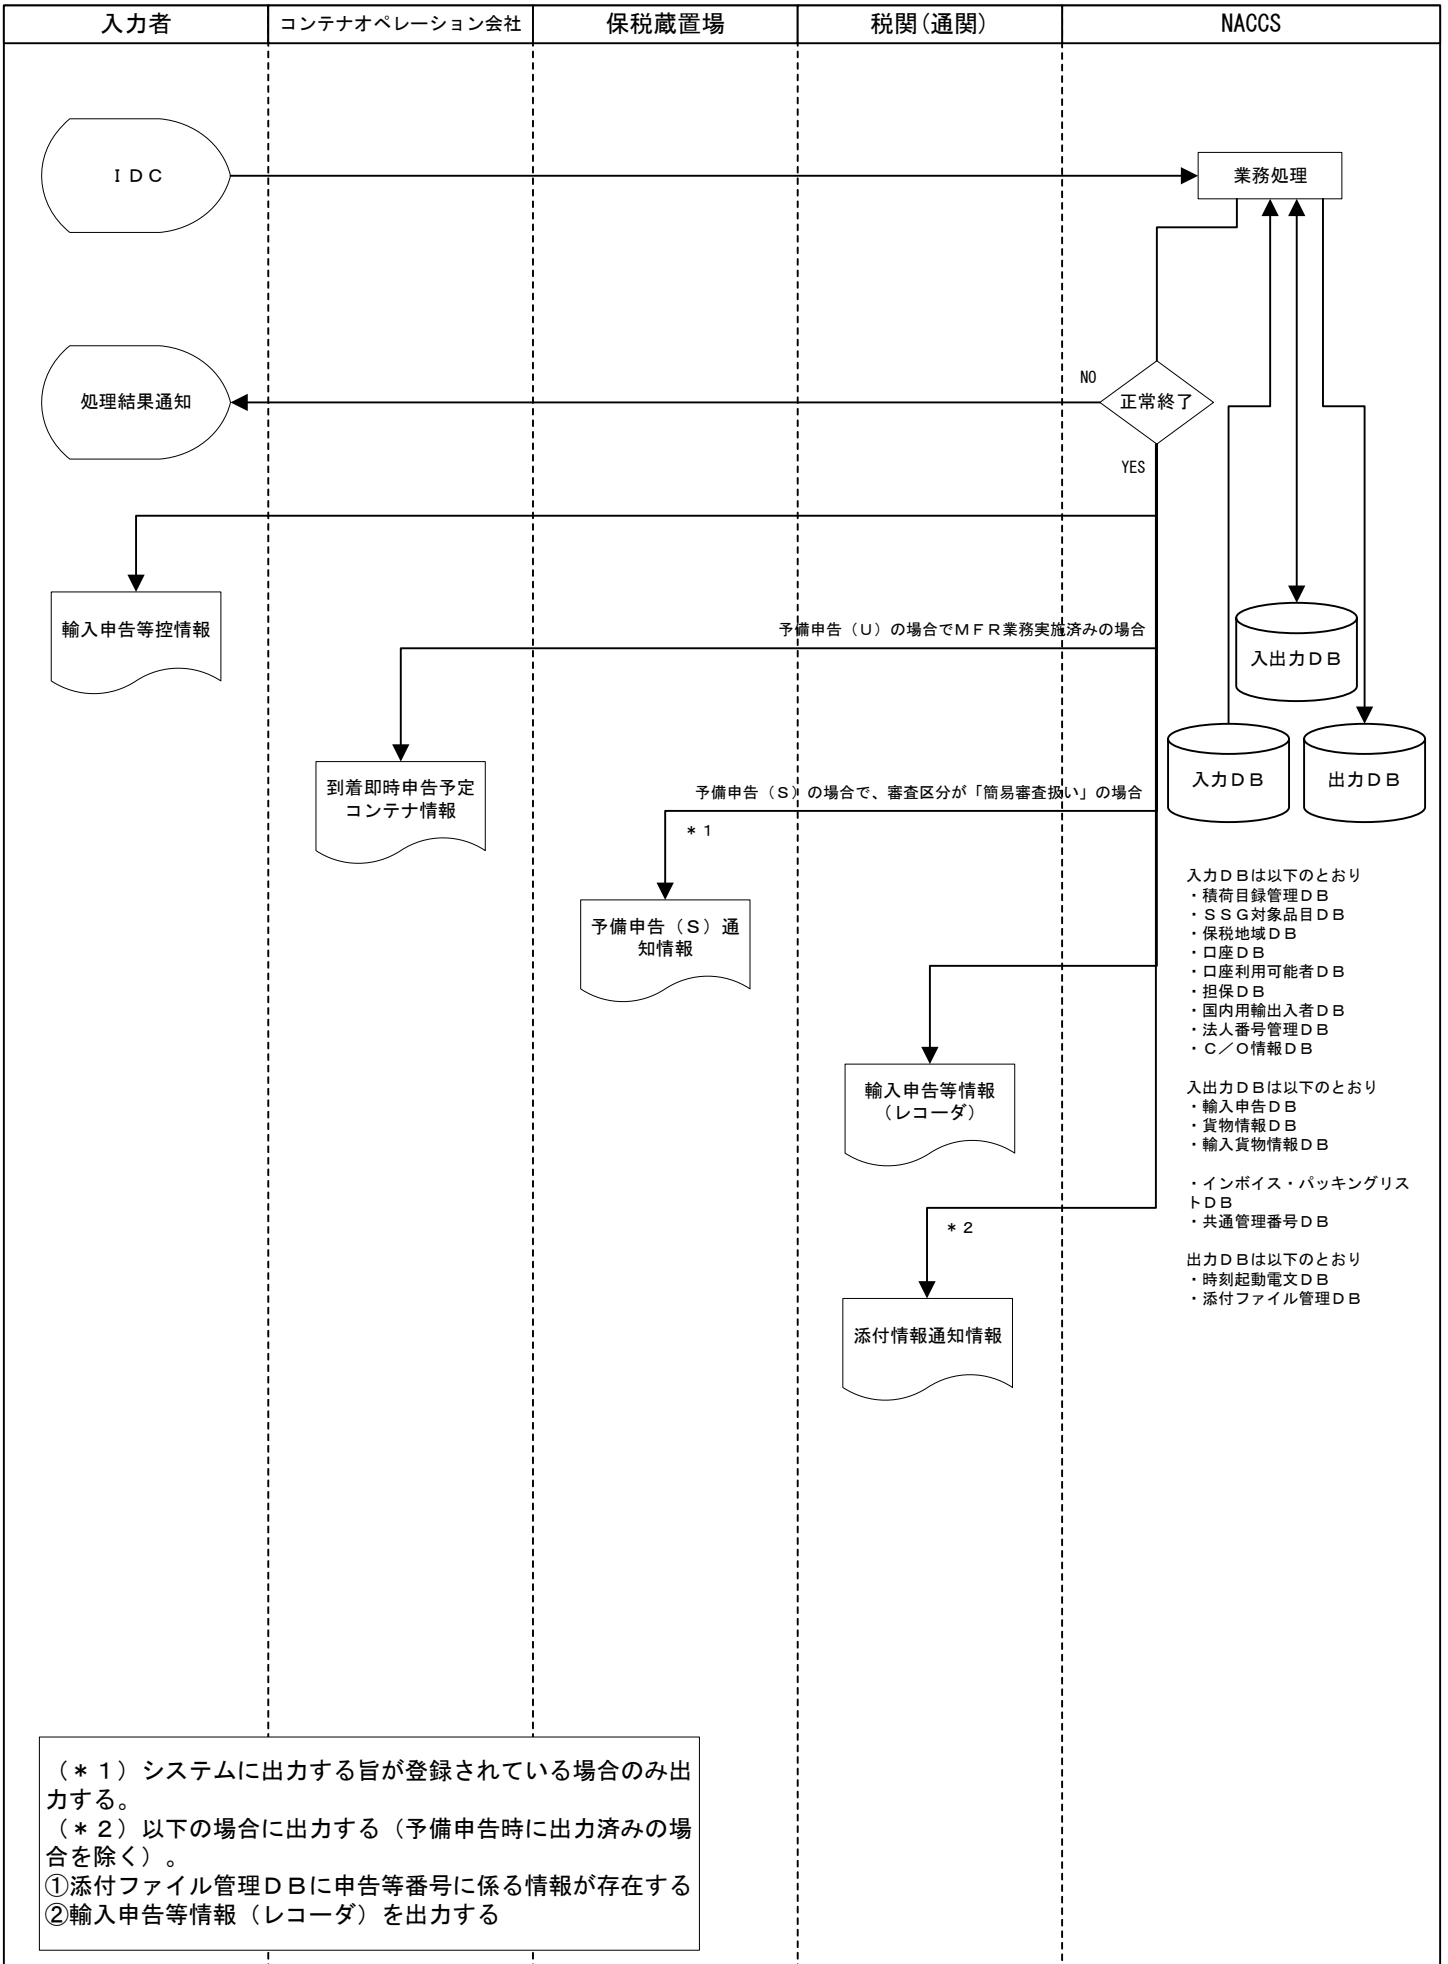 入力者
コンテナオペレーション会社
保税蔵置場
税関(通関)
NACCS
ＩＤＣ
業務処理
処理結果通知
NO
正常終了
YES
輸入申告等控情報
予備申告（Ｕ）の場合でＭＦＲ業務実施済みの場合
入出力ＤＢ
到着即時申告予定
コンテナ情報
予備申告（Ｓ）の場合で、審査区分が「簡易審査扱い」の場合
入力ＤＢ
出力ＤＢ
＊１
予備申告（Ｓ）通
知情報
入力ＤＢは以下のとおり
・積荷目録管理ＤＢ
・ＳＳＧ対象品目ＤＢ
・保税地域ＤＢ
・口座ＤＢ
・口座利用可能者ＤＢ
・担保ＤＢ
・国内用輸出入者ＤＢ
・法人番号管理ＤＢ
・Ｃ／Ｏ情報ＤＢ
輸入申告等情報
（レコーダ）
入出力ＤＢは以下のとおり
・輸入申告ＤＢ
・貨物情報ＤＢ
・輸入貨物情報ＤＢ
・インボイス・パッキングリス
トＤＢ
・共通管理番号ＤＢ
＊２
出力ＤＢは以下のとおり
・時刻起動電文ＤＢ
・添付ファイル管理ＤＢ
添付情報通知情報
（＊１）システムに出力する旨が登録されている場合のみ出
力する。
（＊２）以下の場合に出力する（予備申告時に出力済みの場
合を除く）。
①添付ファイル管理ＤＢに申告等番号に係る情報が存在する
②輸入申告等情報（レコーダ）を出力する